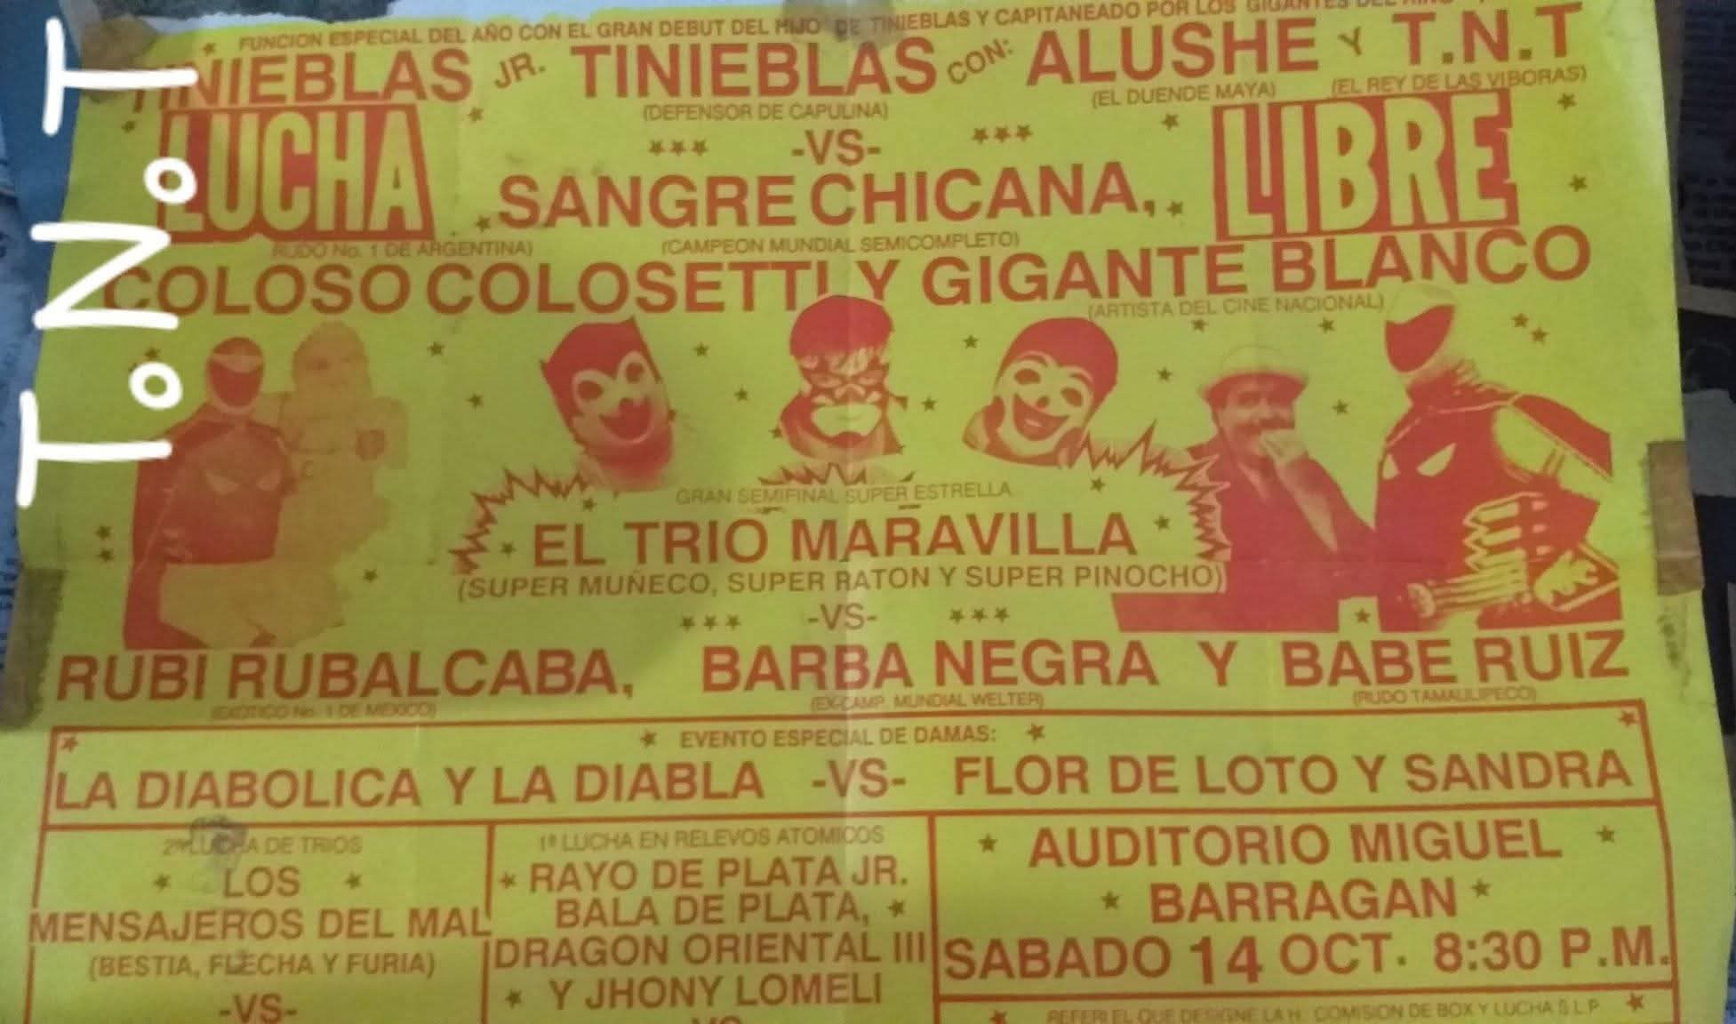 T.N.T
FUNCION ESPECIAL DEL AÑO CON EL GRAN DEBUT DEL HIJO DE TINIEBLAS Y CAPITANEADO POR LOS GIGANTES DEL
TINIEBLAS JR. TINIEBLAS CON: ALUSHE Y T.N.T
(DEFENSOR DE CAPULINA) (EL DUENDE MAYA) (EL REY DE LAS VIBORAS)
LUCHA -VS- LIBRE
SANGRE CHICANA,
(RUDO No. 1 DE ARGENTINA) (CAMPEON MUNDIAL SEMICOMPLETO)
COLOSO COLOSETTI Y GIGANTE BLANCO
(ARTISTA DEL CINE NACIONAL)
GRAN SEMIFINAL SUPER ESTRELLA
EL TRIO MARAVILLA
(SUPER MUÑECO, SUPER RATON Y SUPER PINOCHO)
-VS-
RUBI RUBALCABA, BARBA NEGRA Y BABE RUIZ
(EXOTICO No. 1 DE MEXICO) (EX-CAMP. MUNDIAL WELTER) (RUDO TAMAULIPECO)
EVENTO ESPECIAL DE DAMAS:
LA DIABOLICA Y LA DIABLA -VS- FLOR DE LOTO Y SANDRA
2ª LUCHA DE TRIOS
LOS
MENSAJEROS DEL MAL
(BESTIA, FLECHA Y FURIA)
-VS-
1ª LUCHA EN RELEVOS ATOMICOS
RAYO DE PLATA JR.
BALA DE PLATA,
DRAGON ORIENTAL III
Y JHONY LOMELI
VS
AUDITORIO MIGUEL
BARRAGAN
SABADO 14 OCT. 8:30 P.M.
REFERI EL QUE DESIGNE LA H. COMISION DE BOX Y LUCHA S.L.P.